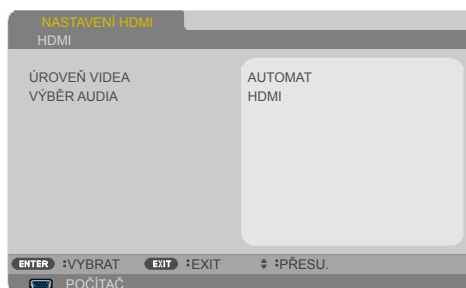 NASTAVENÍ HDMI
HDMI
ÚROVEŇ VIDEA AUTOMAT
VÝBĚR AUDIA HDMI
ENTER :VYBRAT EXIT :EXIT :PŘESU.
POČÍTAČ